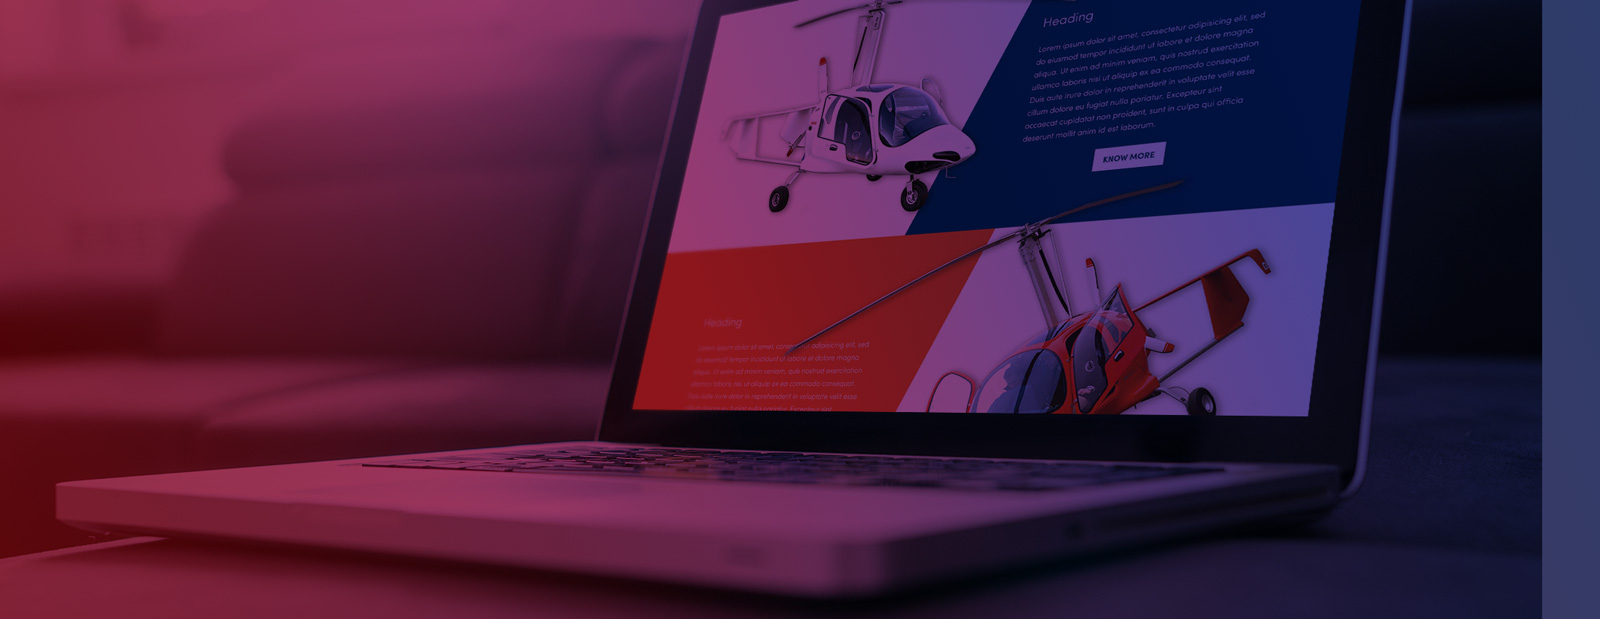 Heading
Lorem ipsum dolor sit amet, consectetur adipisicing elit, sed
do eiusmod tempor incididunt ut labore et dolore magna
aliqua. Ut enim ad minim veniam, quis nostrud exercitation
ullamco laboris nisi ut aliquip ex ea commodo consequat.
Duis aute irure dolor in reprehenderit in voluptate velit esse
cillum dolore eu fugiat nulla pariatur. Excepteur sint
occaecat cupidatat non proident, sunt in culpa qui officia
deserunt mollit anim id est laborum.
KNOW MORE
Heading
Lorem ipsum dolor sit amet, consectetur adipisicing elit, sed
do eiusmod tempor incididunt ut labore et dolore magna
aliqua. Ut enim ad minim veniam, quis nostrud exercitation
ullamco laboris nisi ut aliquip ex ea commodo consequat.
Duis aute irure dolor in reprehenderit in voluptate velit esse